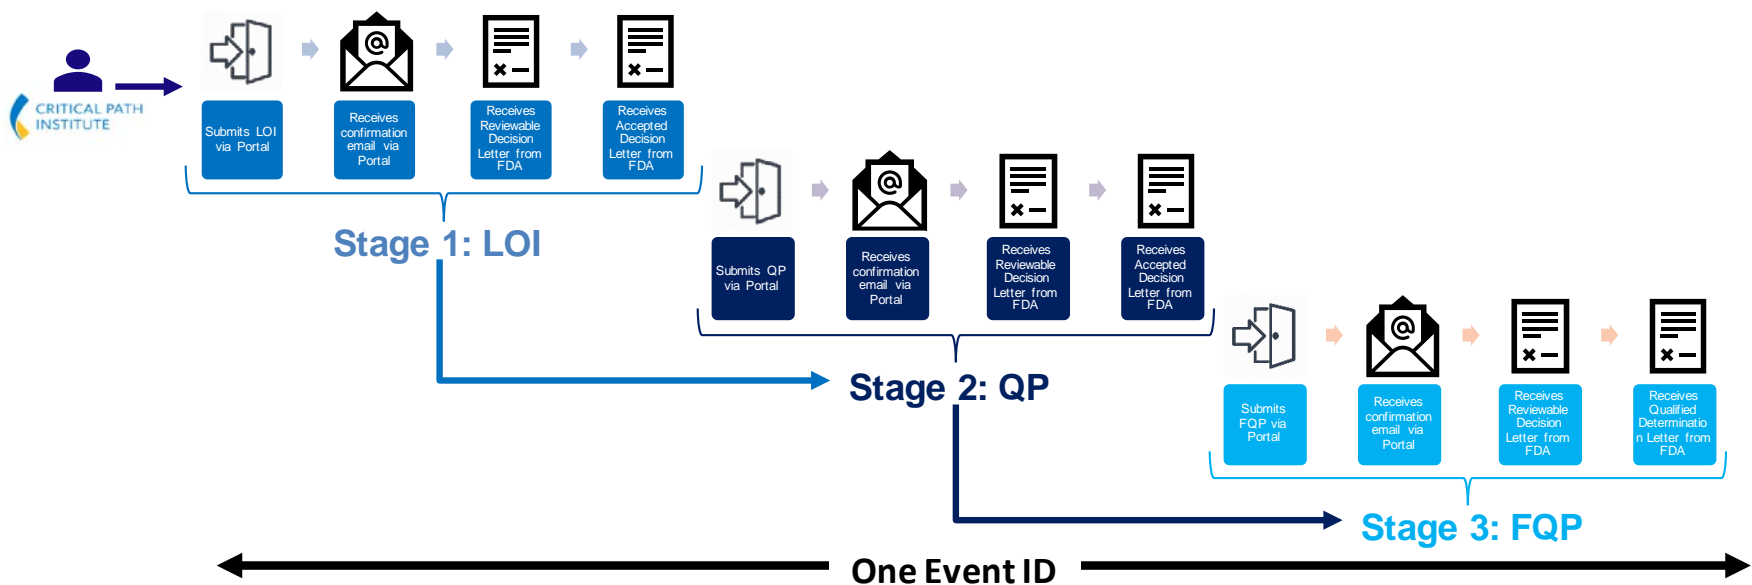 CRITICAL PATH
INSTITUTE
Submits LOI
via Portal
Receives
confirmation
email via
Portal
Receives
Reviewable
Decision
Letter from
FDA
Receives
Accepted
Decision
Letter from
FDA
Stage 1: LOI
Submits QP
via Portal
Receives
confirmation
email via
Portal
Receives
Reviewable
Decision
Letter from
FDA
Receives
Accepted
Decision
Letter from
FDA
Stage 2: QP
Submits
FQP via
Portal
Receives
confirmation
email via
Portal
Receives
Reviewable
Decision
Letter from
FDA
Receives
Qualified
Determinatio
n Letter from
FDA
Stage 3: FQP
One Event ID